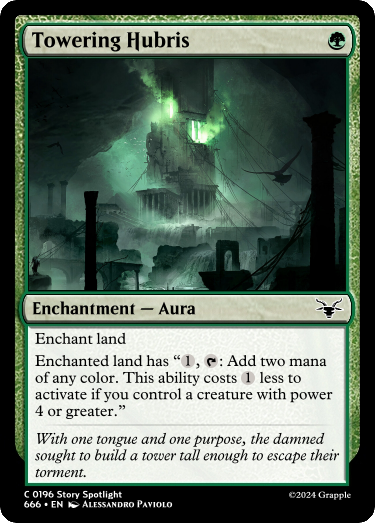 Towering Hubris
Enchantment — Aura
Enchant land
Enchanted land has “1, T: Add two mana
of any color. This ability costs 1 less to
activate if you control a creature with power
4 or greater.”
With one tongue and one purpose, the damned
sought to build a tower tall enough to escape their
torment.
C 0196 Story Spotlight
666 • EN Alessandro Paviolo
©2024 Grapple